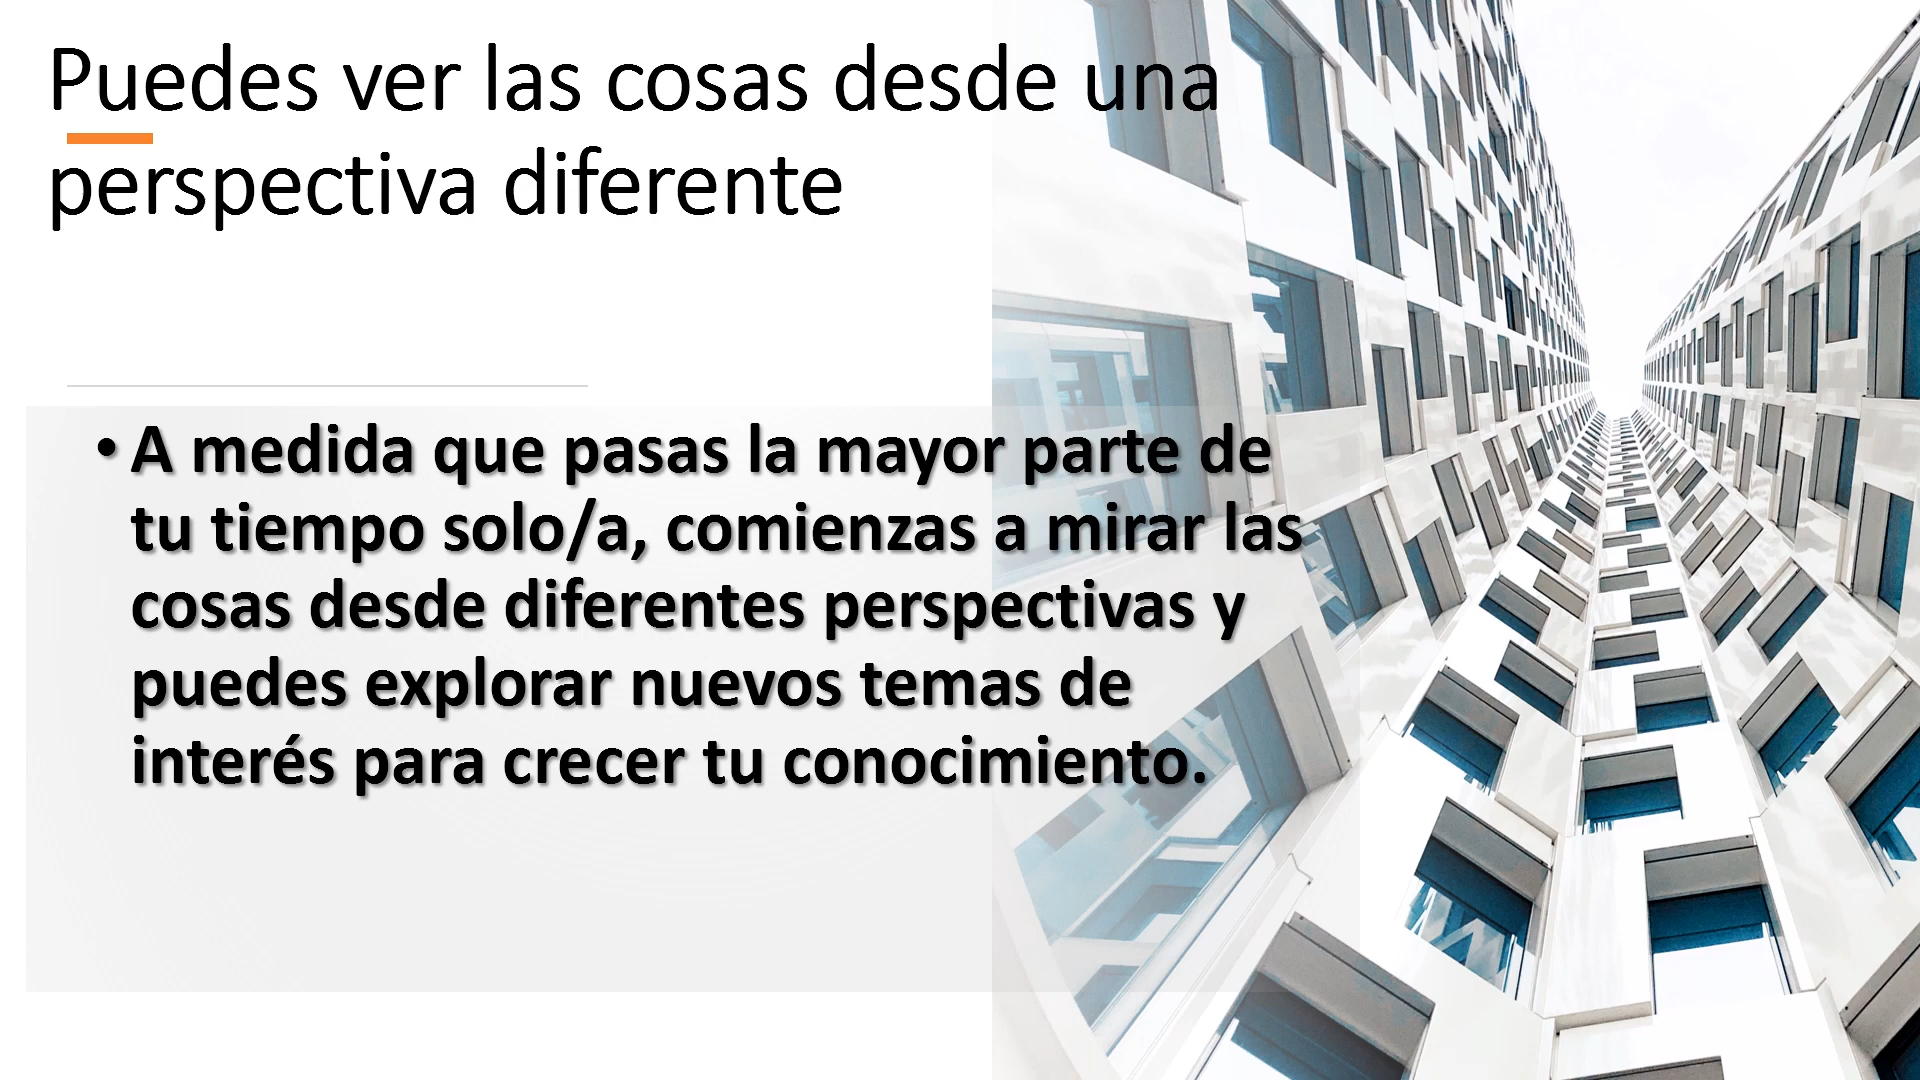 Puedes ver las cosas desde una
perspectiva diferente
• A medida que pasas la mayor parte de
tu tiempo solo/a, comienzas a mirar las
cosas desde diferentes perspectivas y
puedes explorar nuevos temas de
interés para crecer tu conocimiento.